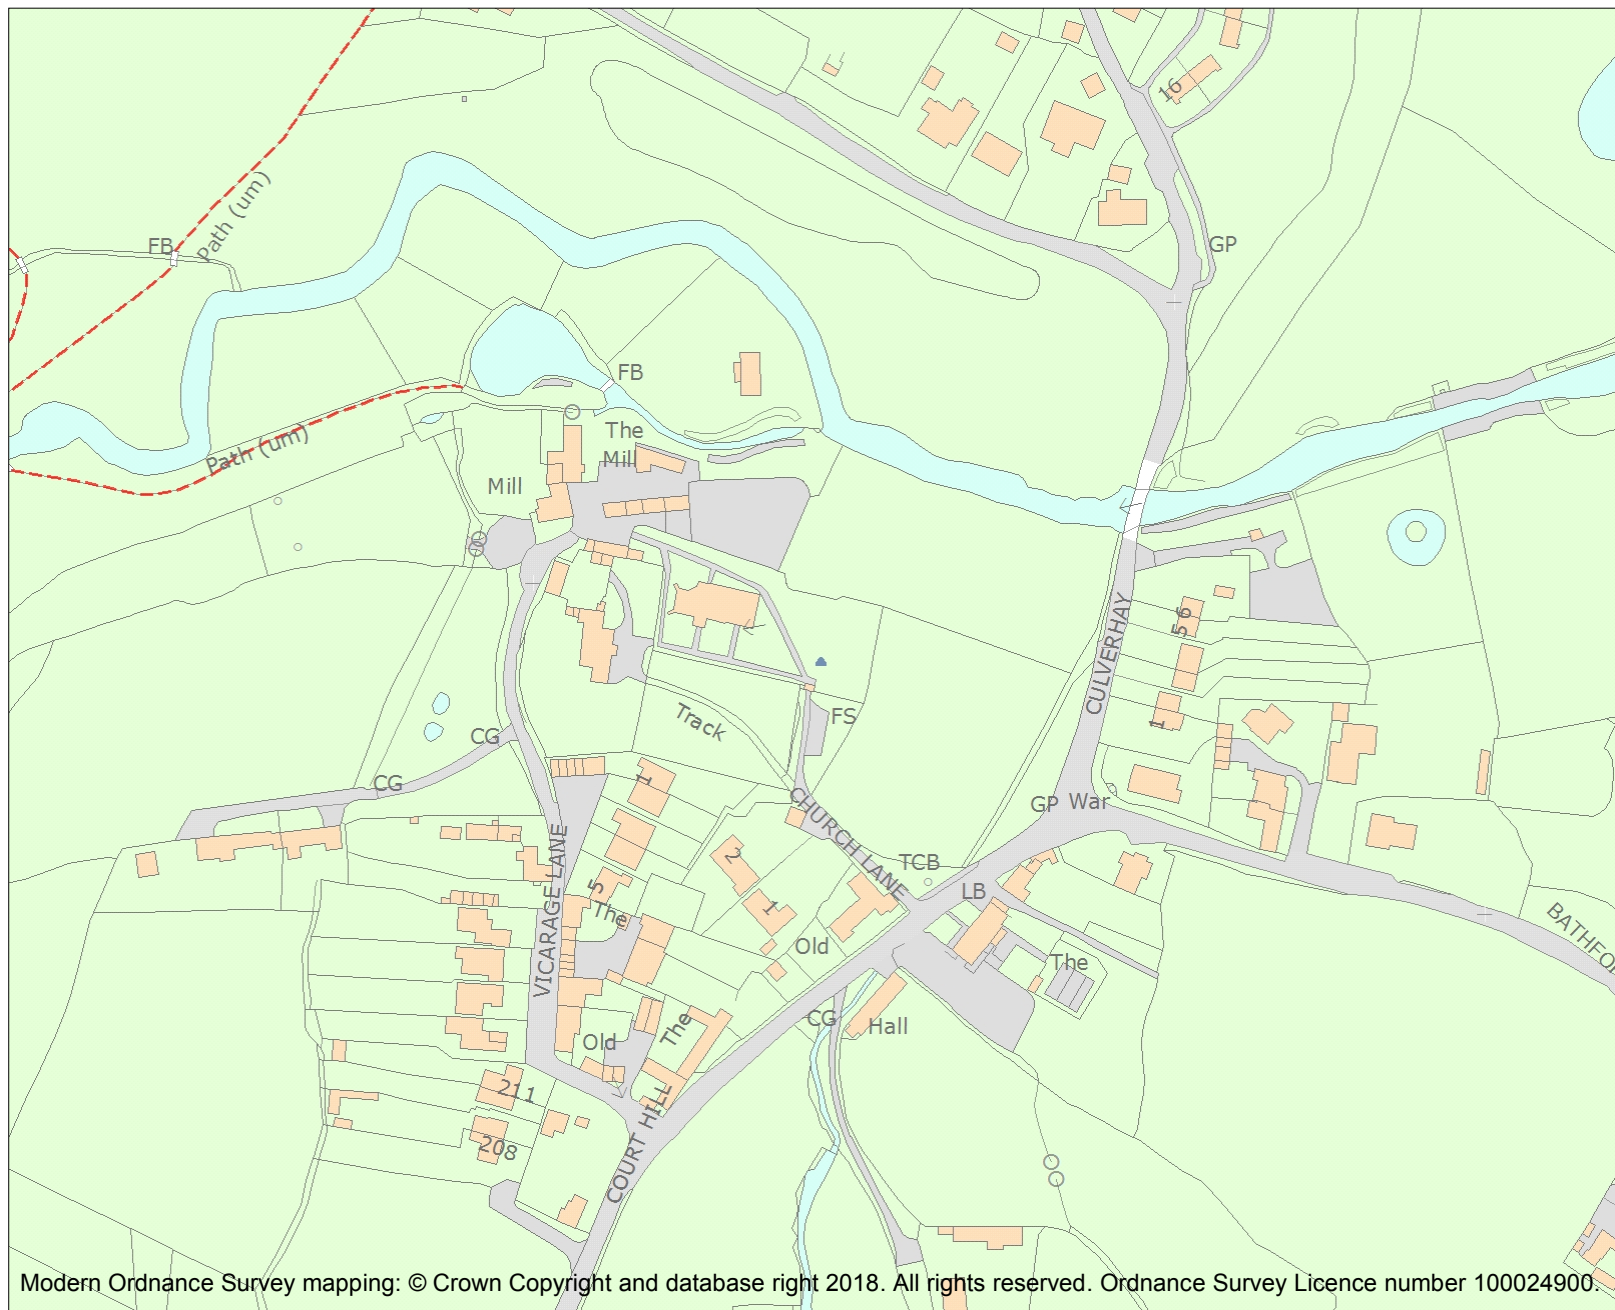 16
Path (um)
FB
GP
FB
Path (um)
The
Mill
Mill
5 6
CULVERHAY
1
CG
Track
FS
CG
1
CHURCH LANE
GP War
VICARAGE LANE
2
TCB
5
The
1
LB
Old
The
BATHFO
CG
Hall
Old
The
211
COURT HILL
208
Modern Ordnance Survey mapping: © Crown Copyright and database right 2018. All rights reserved. Ordnance Survey Licence number 100024900.